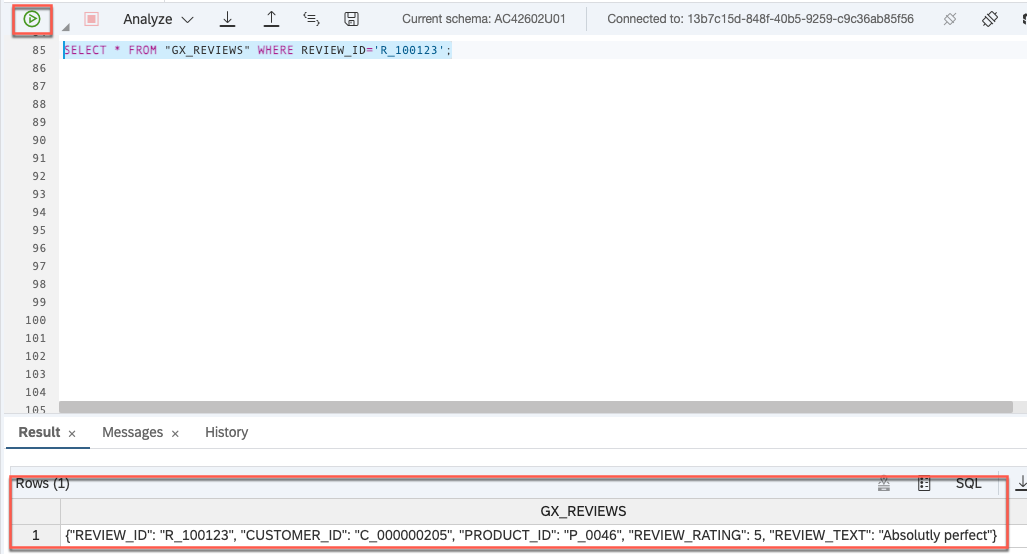 Analyze
Current schema: AC42602U01
Connected to: 13b7c15d-848f-40b5-9259-c9c36ab85f56
85 SELECT * FROM "GX_REVIEWS" WHERE REVIEW_ID='R_100123';
86
87
88
89
90
91
92
93
94
95
96
97
98
99
100
101
102
103
104
105
Result × Messages × History
Rows (1) SQL
GX_REVIEWS
1 {"REVIEW_ID": "R_100123", "CUSTOMER_ID": "C_000000205", "PRODUCT_ID": "P_0046", "REVIEW_RATING": 5, "REVIEW_TEXT": "Absolutly perfect"}